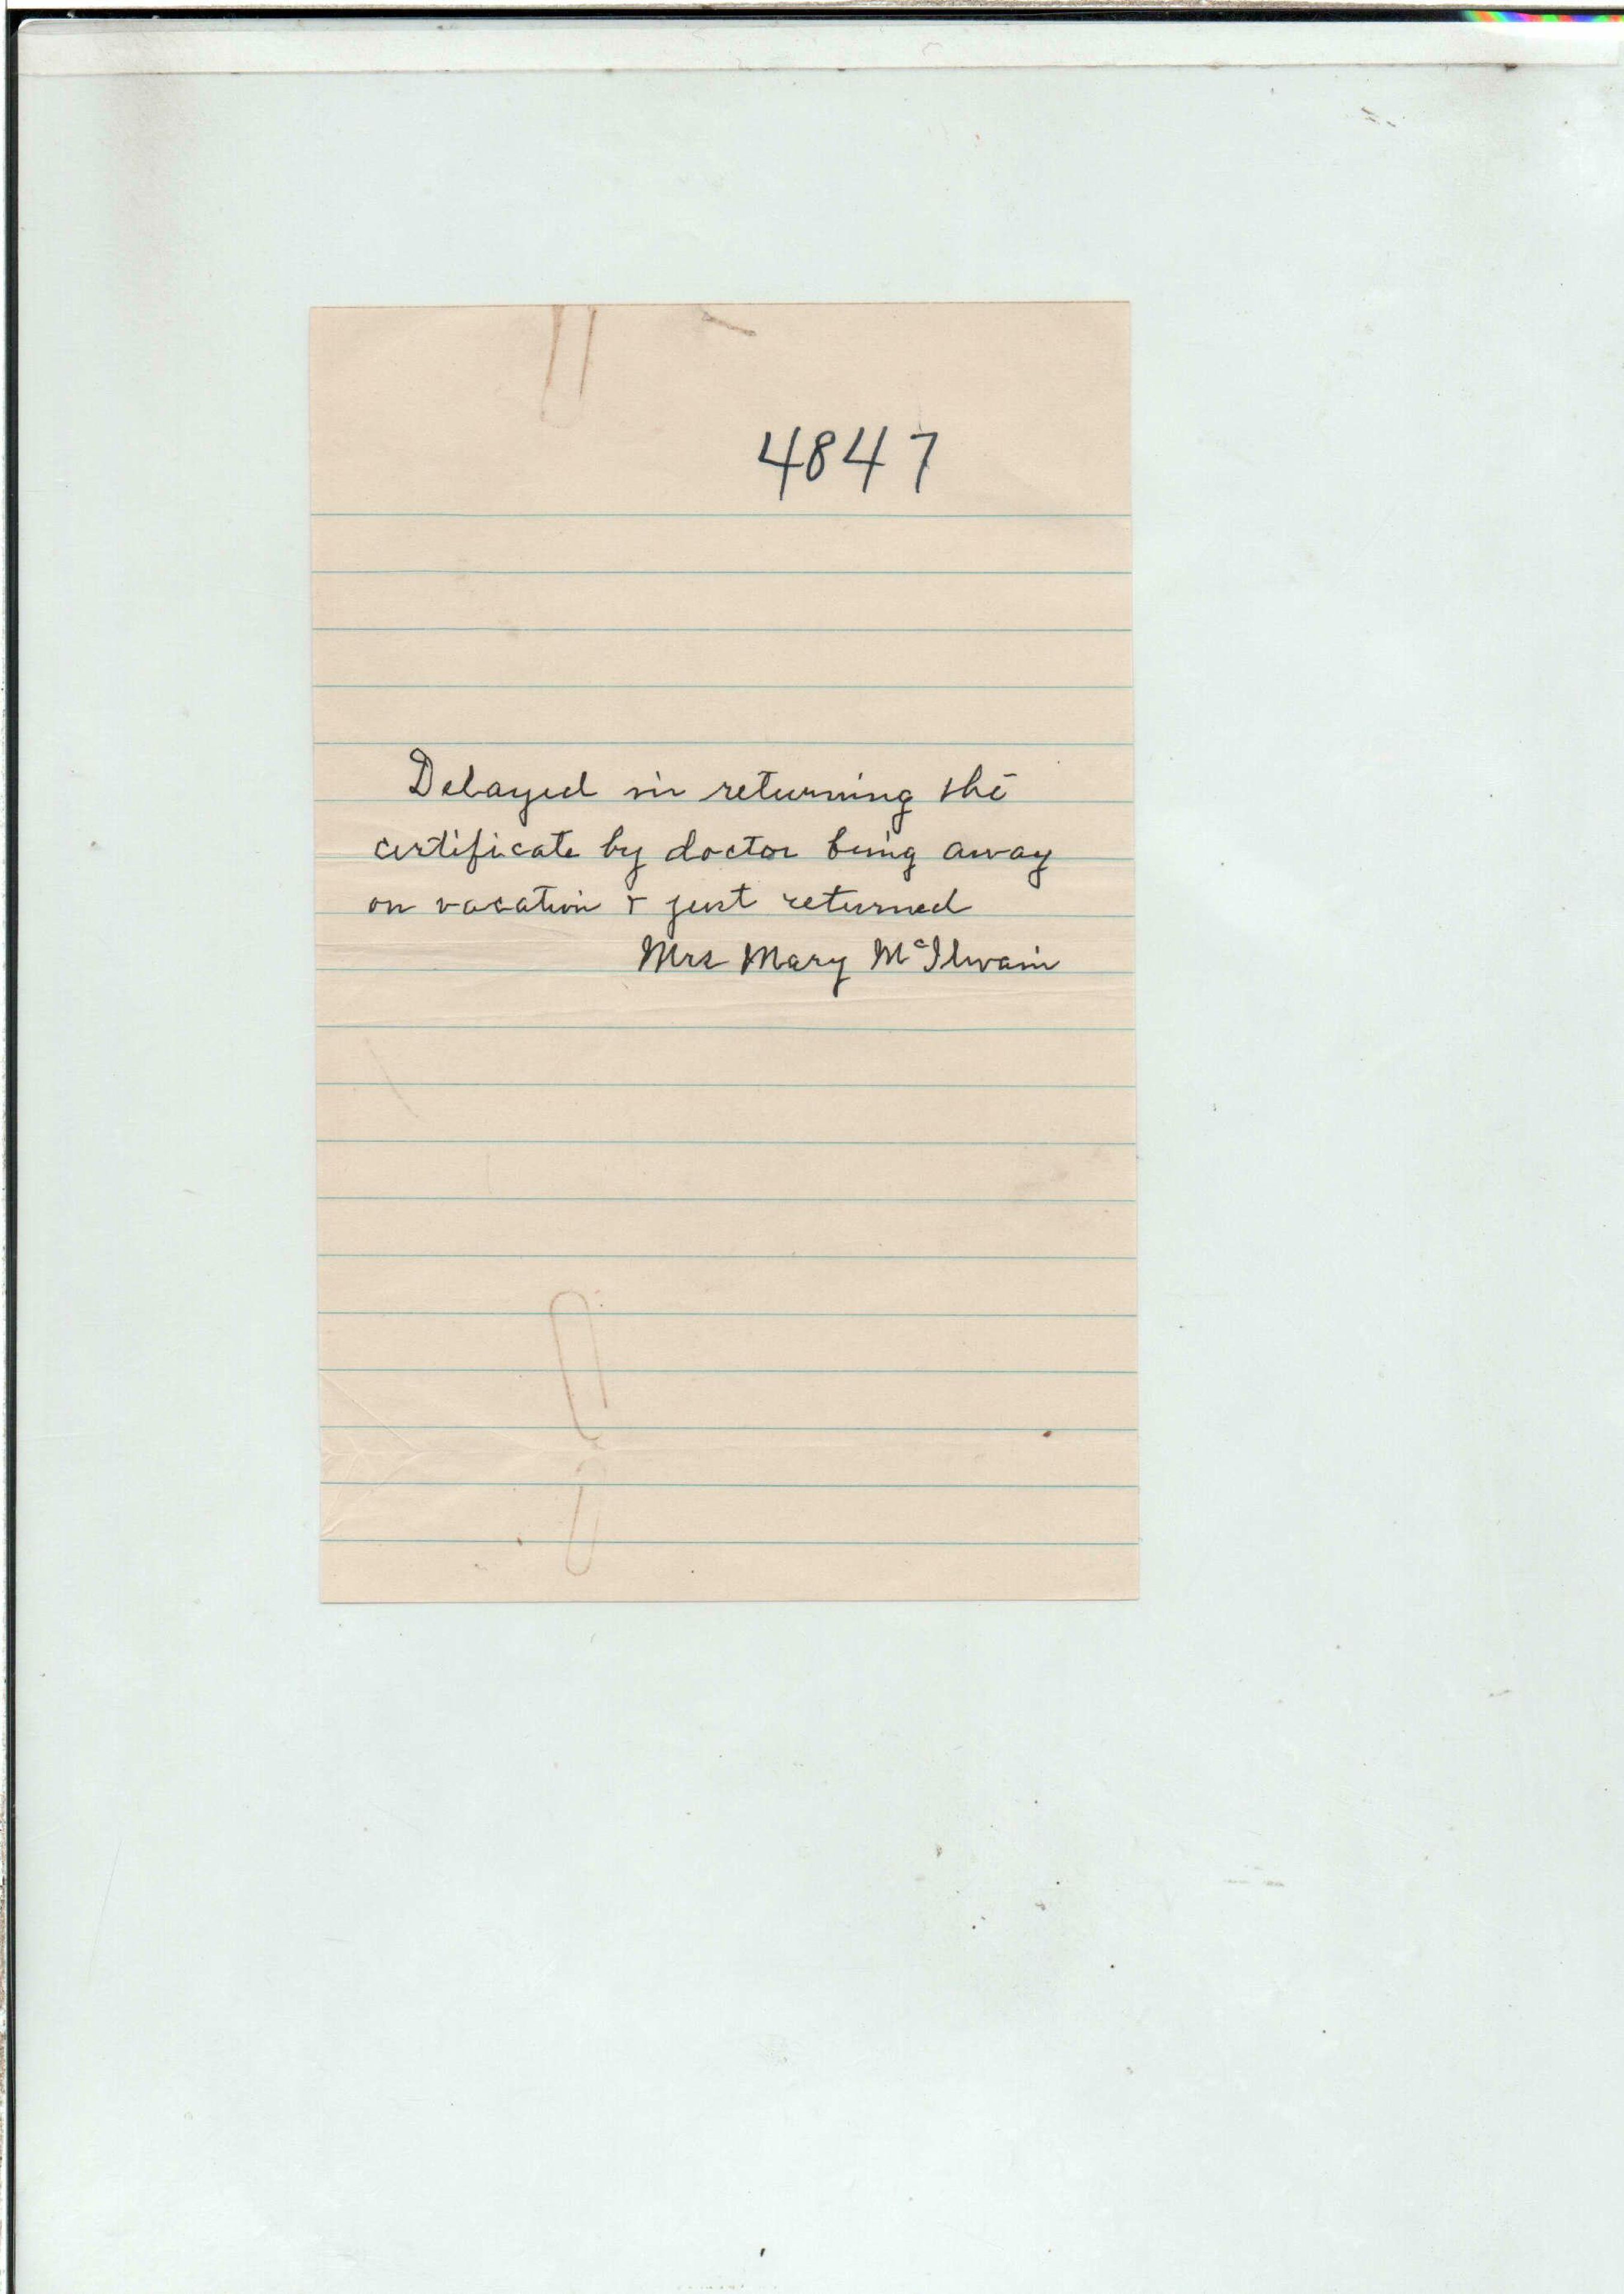 4847
Delayed in returning the
certificate by doctor being away
on vacation & just returned
Mrs Mary McIlwain